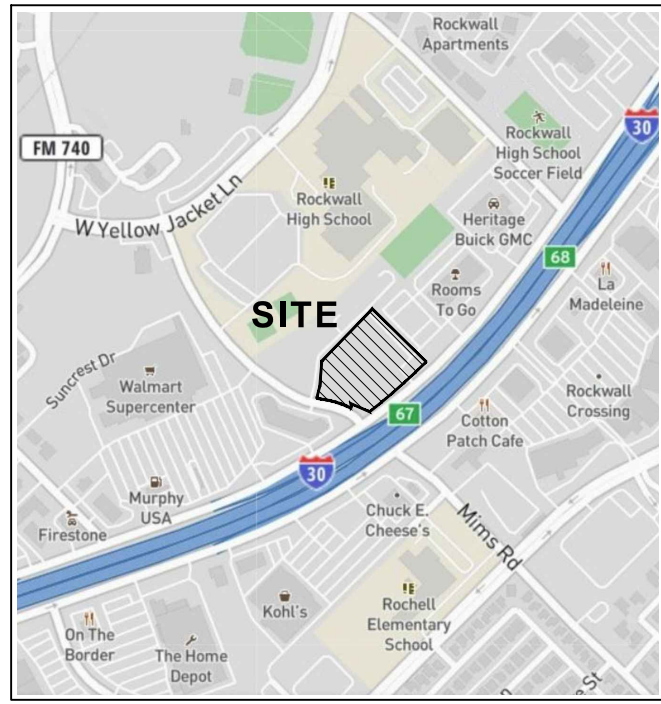 Rockwall
Apartments
30
FM 740
Rockwall
High School
Soccer Field
Rockwall
High School
W Yellow Jacket Ln
Heritage
Buick GMC
68
Rooms
To Go
La
Madeleine
SITE
Suncrest Dr
Walmart
Supercenter
Rockwall
Crossing
67
Cotton
Patch Cafe
30
Murphy
USA
Chuck E.
Cheese's
Firestone
Mims Rd
Kohl's
Rochell
Elementary
School
On The
Border
The Home
Depot
e St